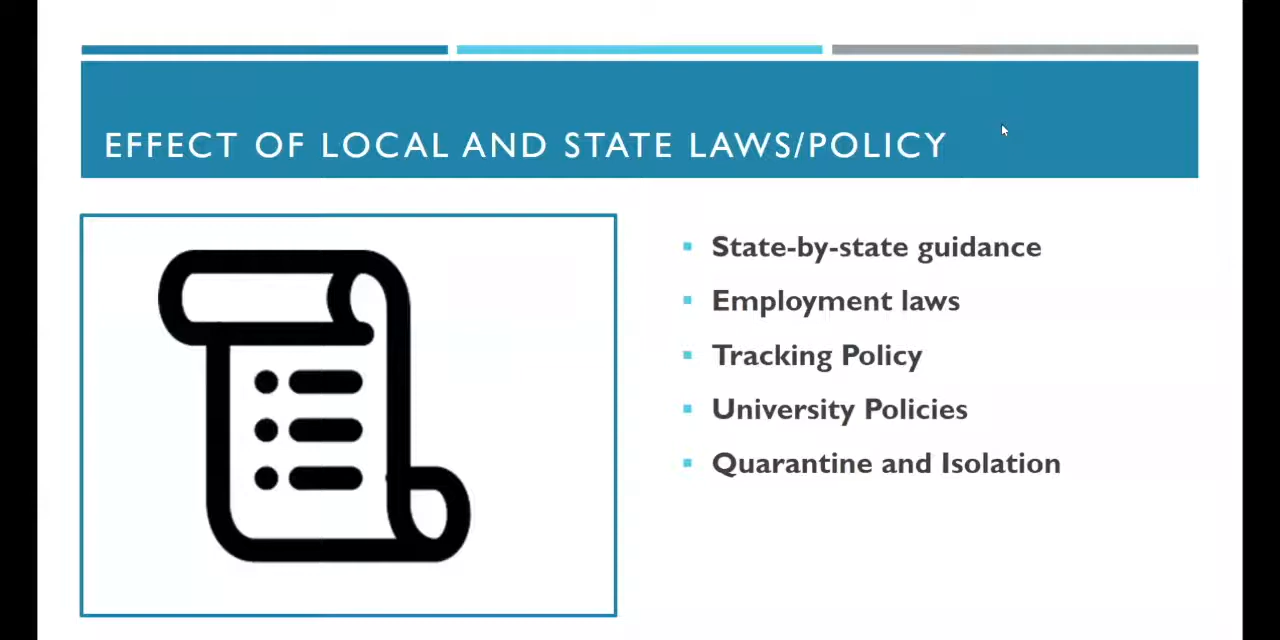 EFFECT OF LOCAL AND STATE LAWS/POLICY
State-by-state guidance
Employment laws
Tracking Policy
University Policies
Quarantine and Isolation